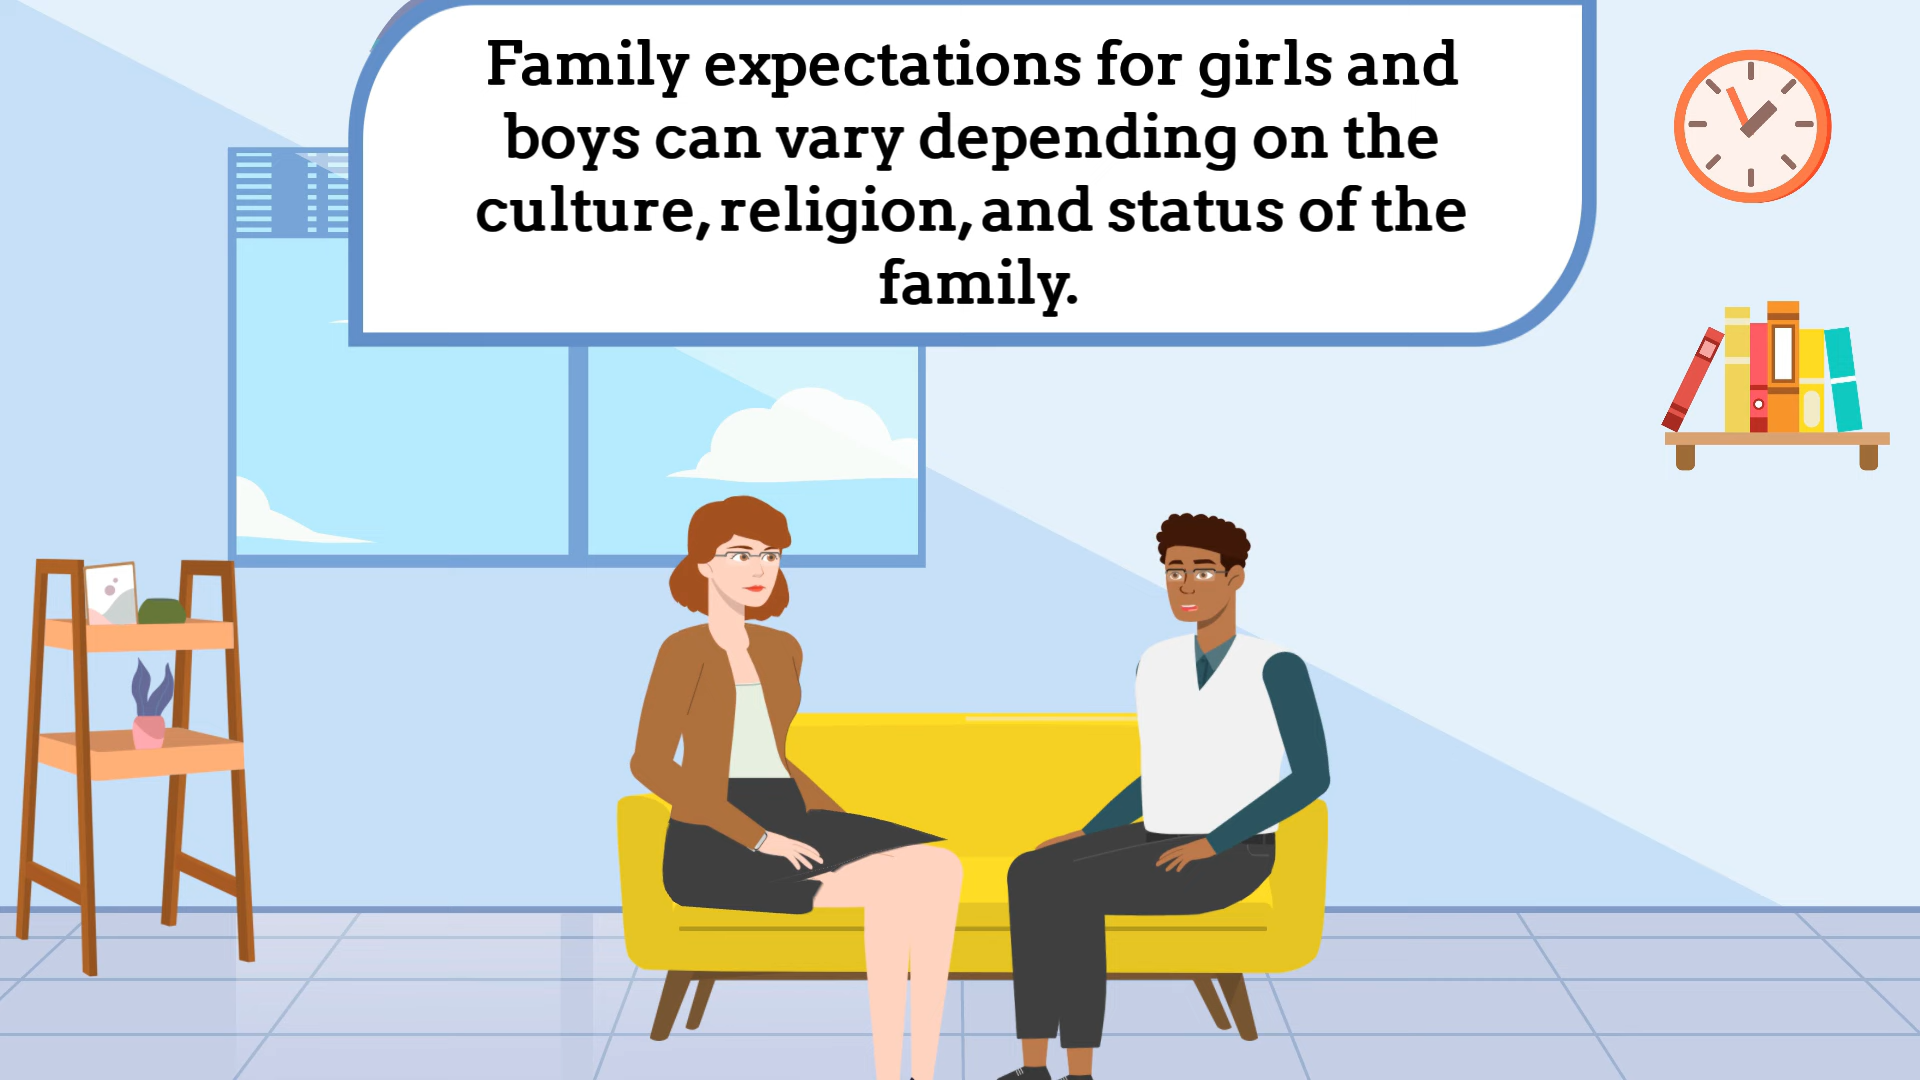 Family expectations for girls and
boys can vary depending on the
culture, religion, and status of the
family.